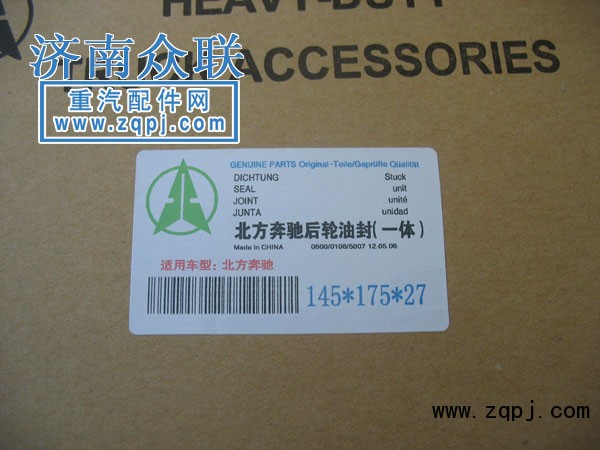 HEAVY-DUTY
TRUCK ACCESSORIES
济南众联
重汽配件网
www.zqpj.com
GENUINE PARTS Original-Teile/Geprüfte Qüalität
DICHTUNG Stuck
SEAL unit
JOINT unité
JUNTA unidad
北方奔驰后轮油封(一体)
Made in CHINA 0600/0108/5007 12.05.06
适用车型：北方奔驰
145*175*27
www.zqpj.com